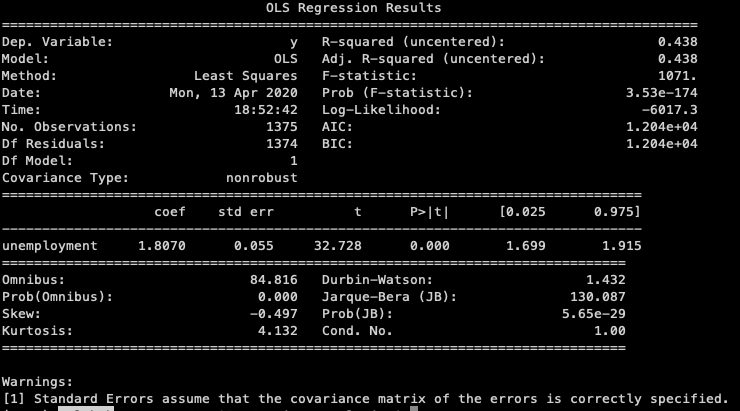 OLS Regression Results
==============================================================================
Dep. Variable: y R-squared (uncentered): 0.438
Model: OLS Adj. R-squared (uncentered): 0.438
Method: Least Squares F-statistic: 1071.
Date: Mon, 13 Apr 2020 Prob (F-statistic): 3.53e-174
Time: 18:52:42 Log-Likelihood: -6017.3
No. Observations: 1375 AIC: 1.204e+04
Df Residuals: 1374 BIC: 1.204e+04
Df Model: 1
Covariance Type: nonrobust
==============================================================================
coef std err t P>|t| [0.025 0.975]
------------------------------------------------------------------------------
unemployment 1.8070 0.055 32.728 0.000 1.699 1.915
==============================================================================
Omnibus: 84.816 Durbin-Watson: 1.432
Prob(Omnibus): 0.000 Jarque-Bera (JB): 130.087
Skew: -0.497 Prob(JB): 5.65e-29
Kurtosis: 4.132 Cond. No. 1.00
==============================================================================
Warnings:
[1] Standard Errors assume that the covariance matrix of the errors is correctly specified.